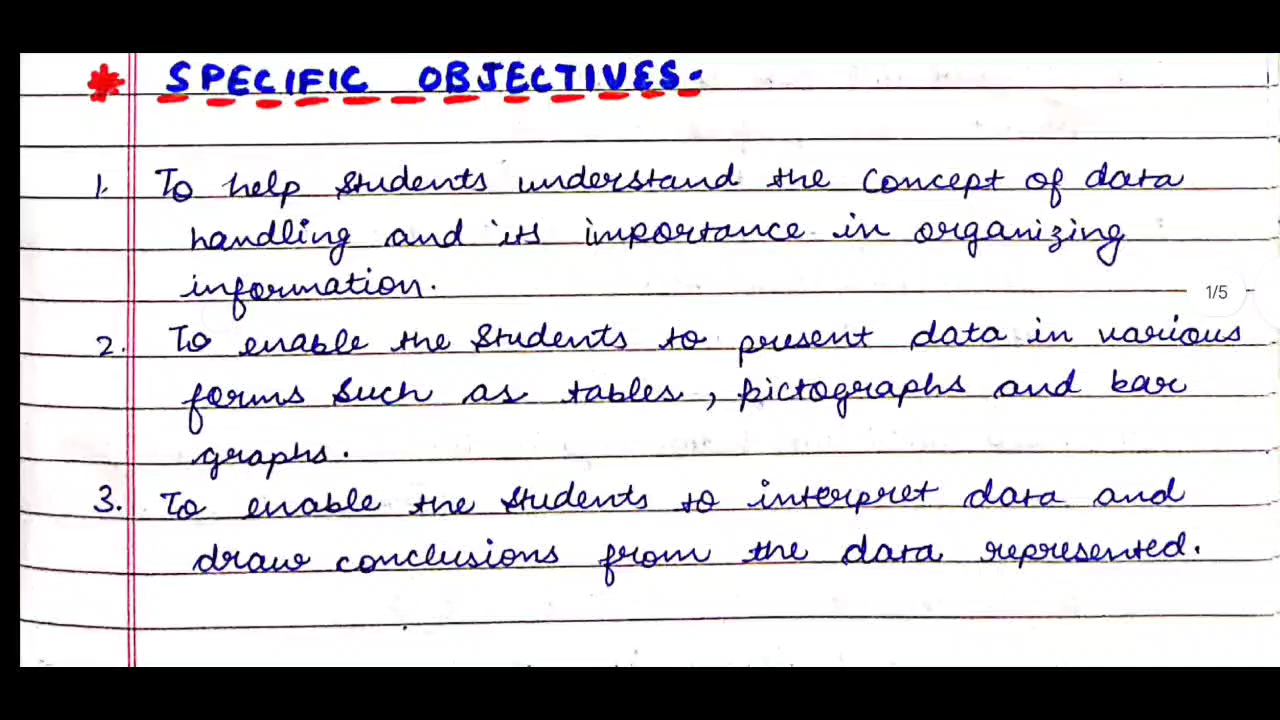 * SPECIFIC OBJECTIVES.
1. To help students understand the concept of data
handling and its importance in organizing
information.
1/5
2. To enable the students to present data in various
forms such as tables, pictographs and bar
graphs.
3. To enable the students to interpret data and
draw conclusions from the data represented.